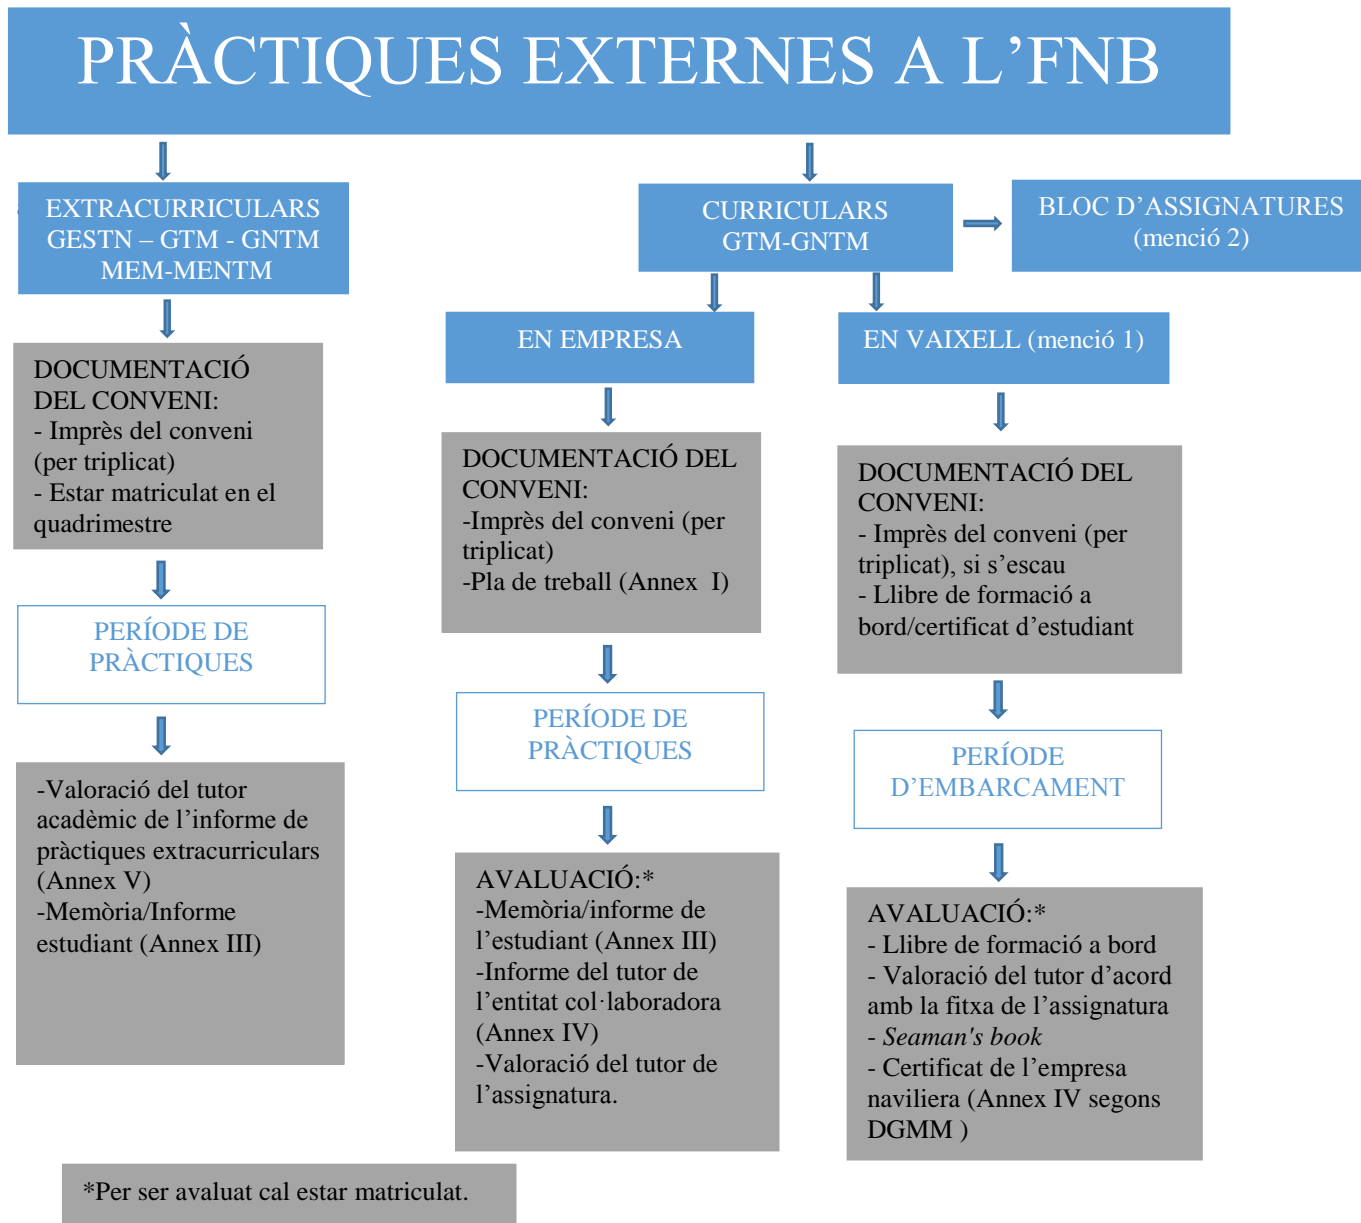 PRÀCTIQUES EXTERNES A L’FNB
EXTRACURRICULARS
GESTN – GTM - GNTM
MEM-MENTM
CURRICULARS
GTM-GNTM
BLOC D’ASSIGNATURES
(menció 2)
EN EMPRESA
EN VAIXELL (menció 1)
DOCUMENTACIÓ
DEL CONVENI:
- Imprès del conveni
(per triplicat)
- Estar matriculat en el
quadrimestre
DOCUMENTACIÓ DEL
CONVENI:
-Imprès del conveni (per
triplicat)
-Pla de treball (Annex I)
DOCUMENTACIÓ DEL
CONVENI:
- Imprès del conveni (per
triplicat), si s’escau
- Llibre de formació a
bord/certificat d’estudiant
PERÍODE DE
PRÀCTIQUES
PERÍODE DE
PRÀCTIQUES
PERÍODE
D’EMBARCAMENT
-Valoració del tutor
acadèmic de l’informe de
pràctiques extracurriculars
(Annex V)
-Memòria/Informe
estudiant (Annex III)
AVALUACIÓ:*
-Memòria/informe de
l’estudiant (Annex III)
-Informe del tutor de
l’entitat col·laboradora
(Annex IV)
-Valoració del tutor de
l’assignatura.
AVALUACIÓ:*
- Llibre de formació a bord
- Valoració del tutor d’acord
amb la fitxa de l’assignatura
- Seaman's book
- Certificat de l’empresa
naviliera (Annex IV segons
DGMM )
*Per ser avaluat cal estar matriculat.